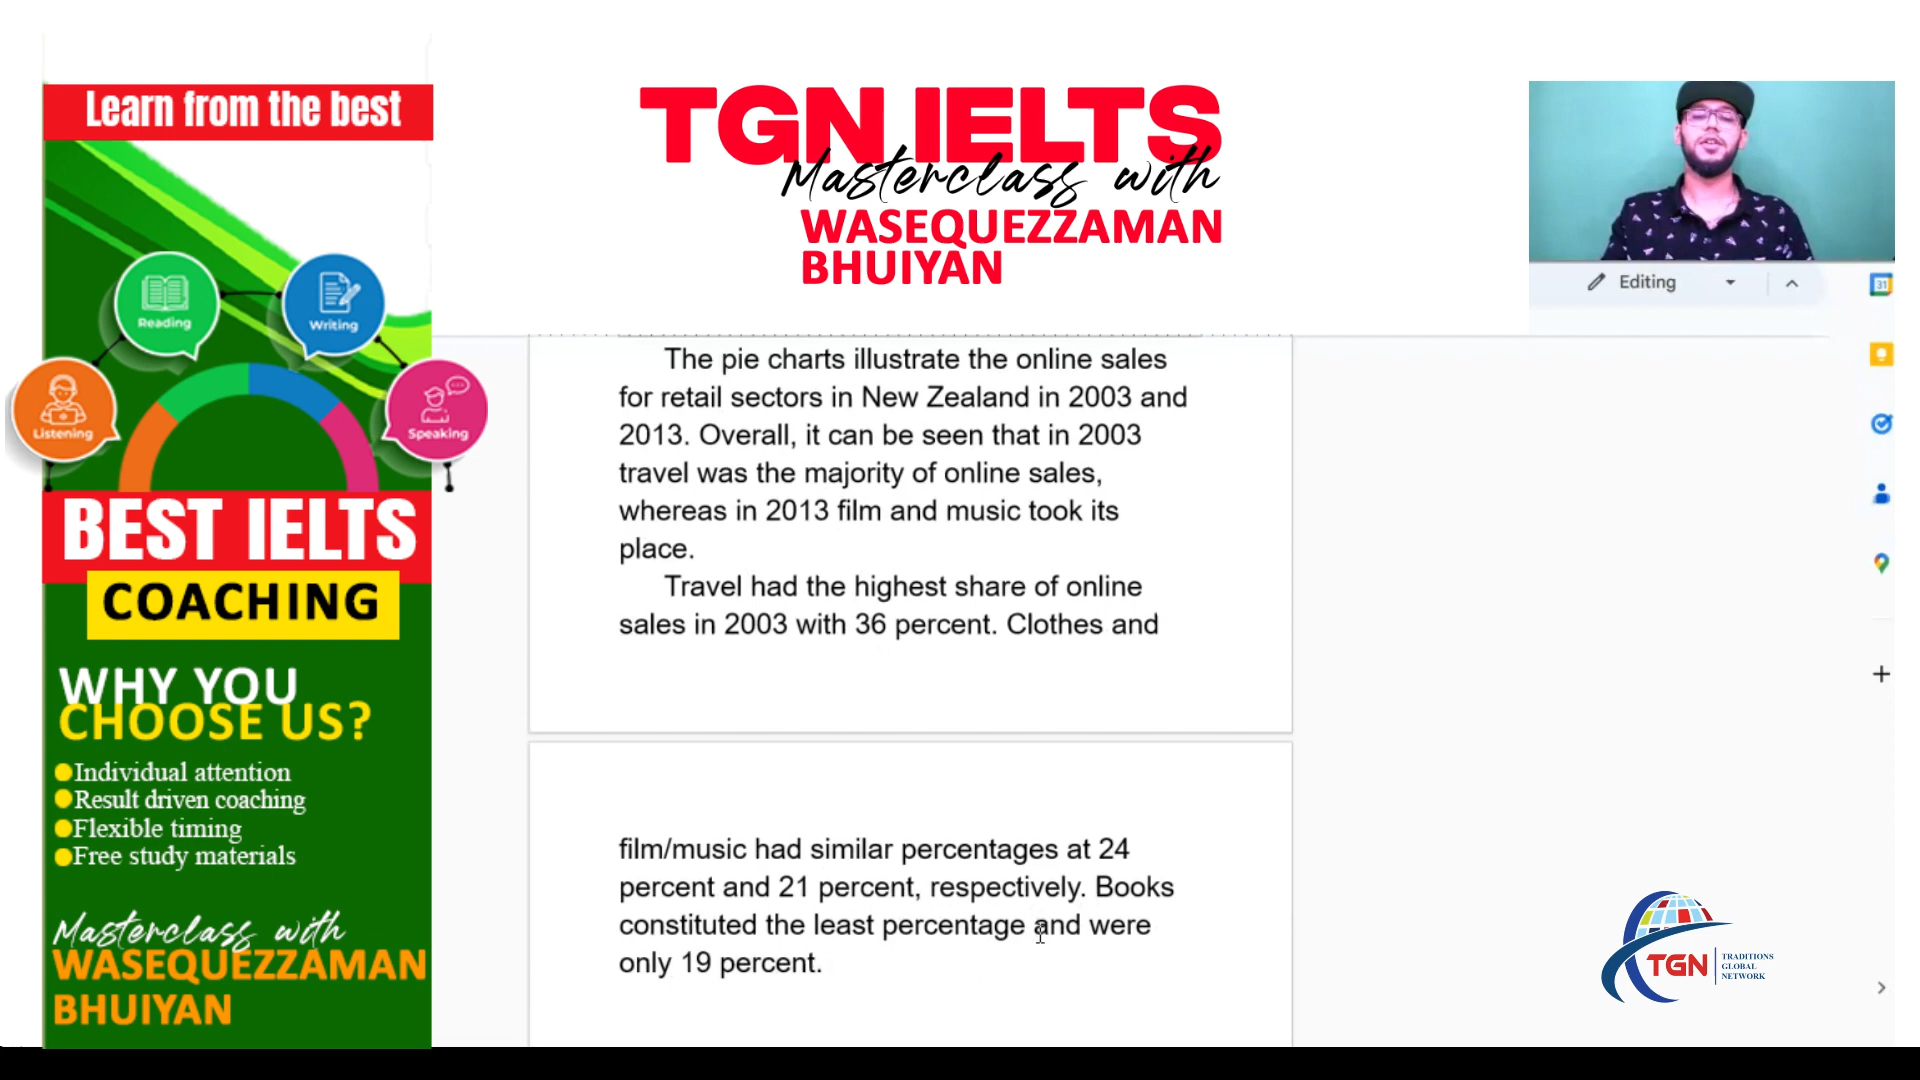 Learn from the best
Reading
Writing
Listening
Speaking
BEST IELTS
COACHING
WHY YOU
CHOOSE US?
Individual attention
Result driven coaching
Flexible timing
Free study materials
Masterclass with
WASEQUEZZAMAN
BHUIYAN
TGN IELTS
Masterclass with
WASEQUEZZAMAN
BHUIYAN
Editing
31
The pie charts illustrate the online sales
for retail sectors in New Zealand in 2003 and
2013. Overall, it can be seen that in 2003
travel was the majority of online sales,
whereas in 2013 film and music took its
place.
Travel had the highest share of online
sales in 2003 with 36 percent. Clothes and
film/music had similar percentages at 24
percent and 21 percent, respectively. Books
constituted the least percentage and were
only 19 percent.
TGN
TRADITIONS
GLOBAL
NETWORK